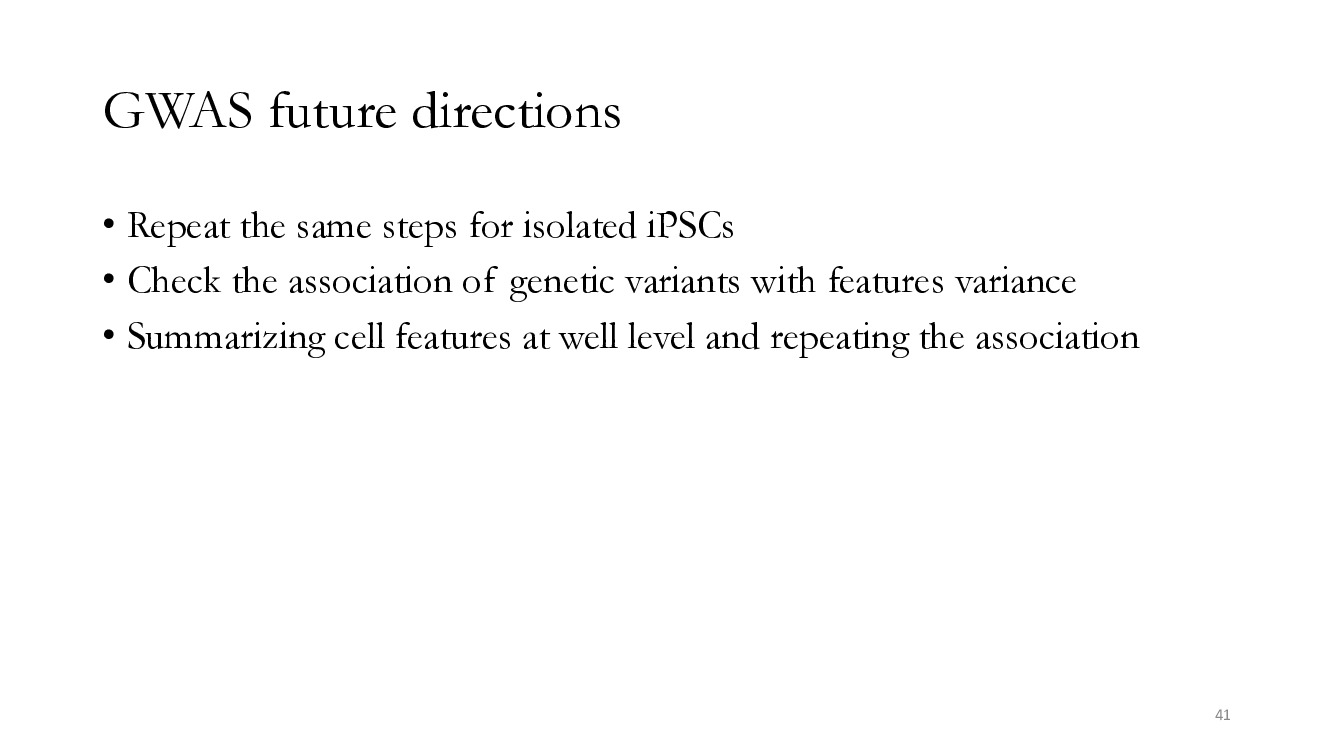 GWAS future directions
• Repeat the same steps for isolated iPSCs
• Check the association of genetic variants with features variance
• Summarizing cell features at well level and repeating the association
41